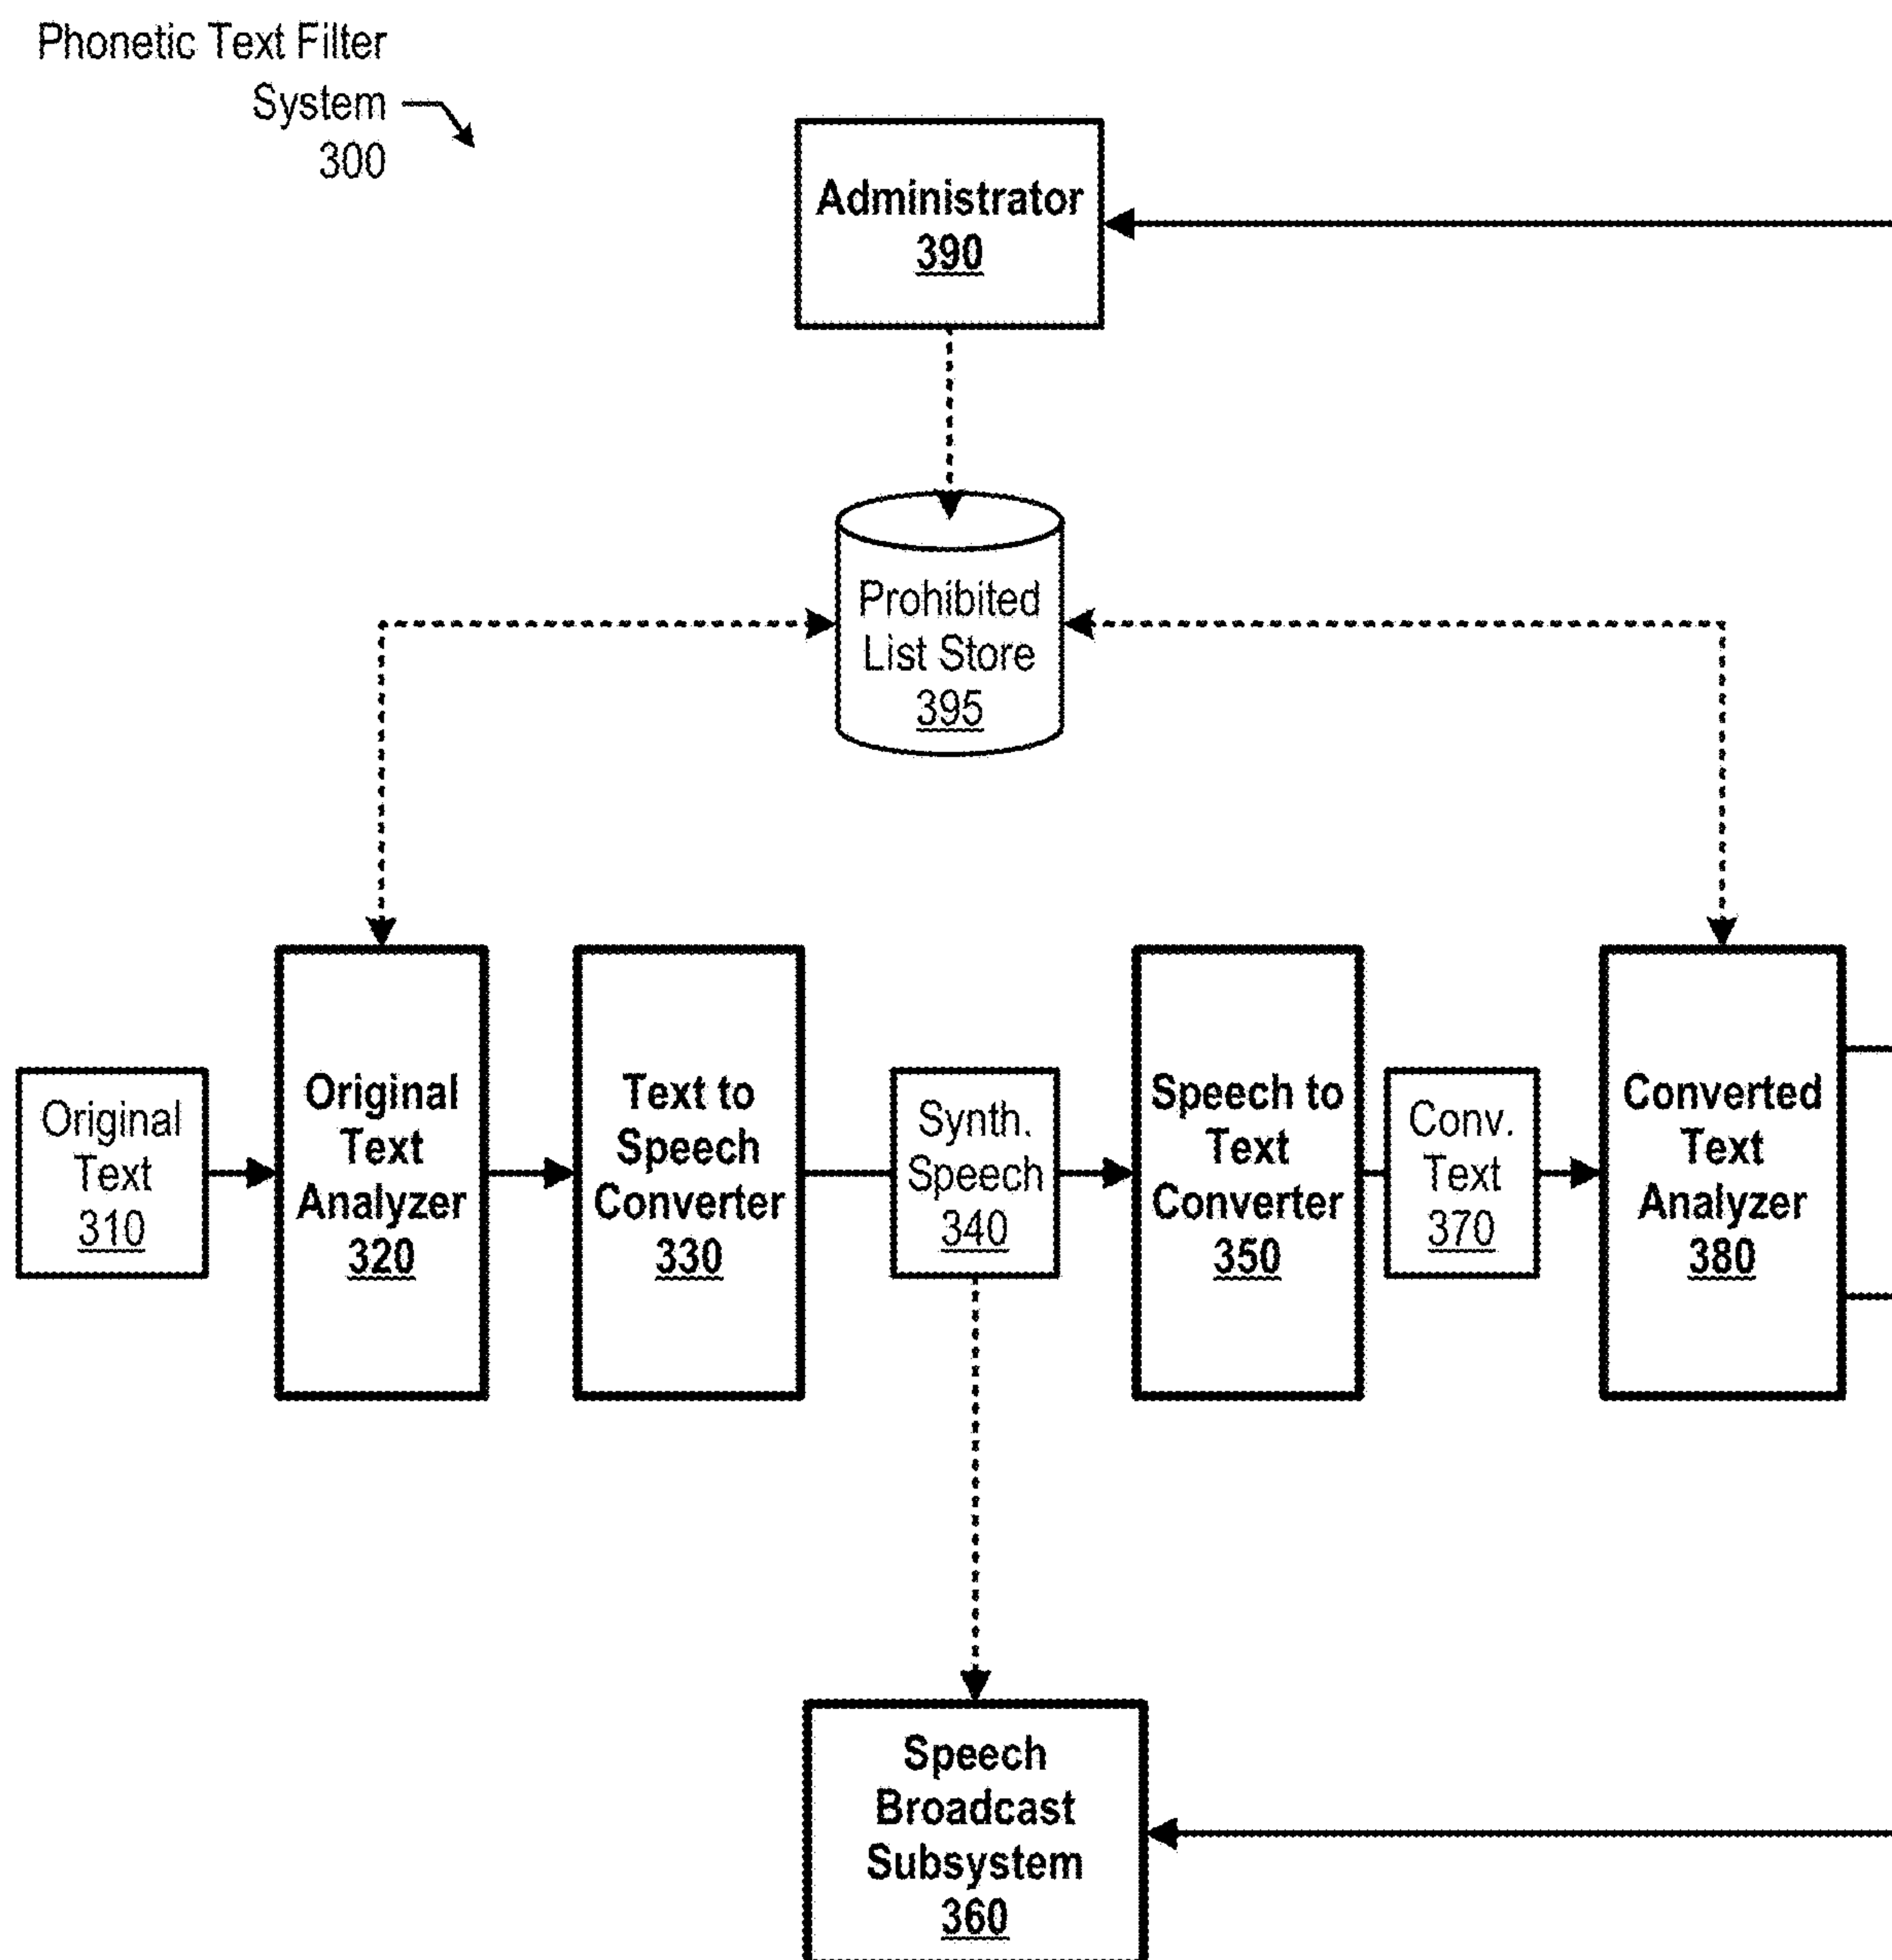 Phonetic Text Filter
System
300
Administrator
390
Prohibited
List Store
395
Original
Text
310
Original
Text
Analyzer
320
Text to
Speech
Converter
330
Synth.
Speech
340
Speech to
Text
Converter
350
Conv.
Text
370
Converted
Text
Analyzer
380
Speech
Broadcast
Subsystem
360